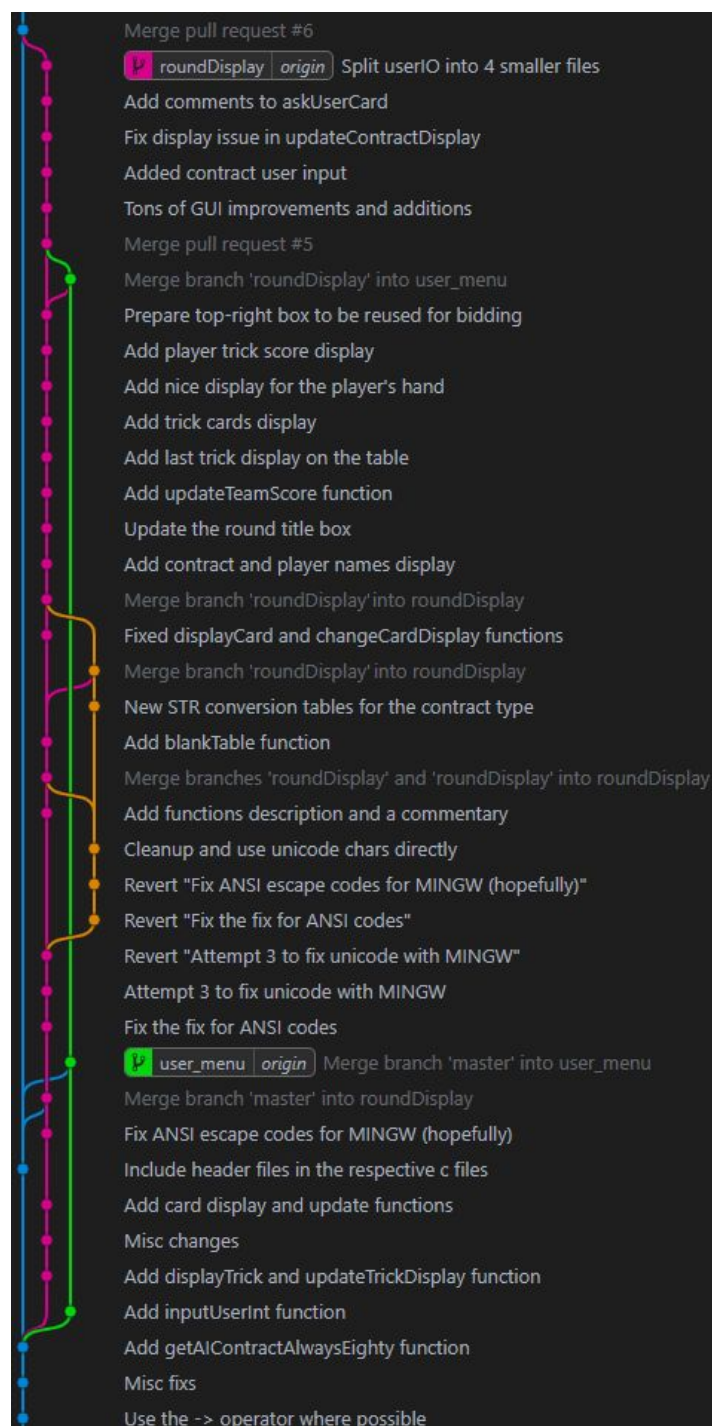 Merge pull request #6
roundDisplay origin Split userIO into 4 smaller files
Add comments to askUserCard
Fix display issue in updateContractDisplay
Added contract user input
Tons of GUI improvements and additions
Merge pull request #5
Merge branch 'roundDisplay' into user_menu
Prepare top-right box to be reused for bidding
Add player trick score display
Add nice display for the player's hand
Add trick cards display
Add last trick display on the table
Add updateTeamScore function
Update the round title box
Add contract and player names display
Merge branch 'roundDisplay' into roundDisplay
Fixed displayCard and changeCardDisplay functions
Merge branch 'roundDisplay' into roundDisplay
New STR conversion tables for the contract type
Add blankTable function
Merge branches 'roundDisplay' and 'roundDisplay' into roundDisplay
Add functions description and a commentary
Cleanup and use unicode chars directly
Revert "Fix ANSI escape codes for MINGW (hopefully)"
Revert "Fix the fix for ANSI codes"
Revert "Attempt 3 to fix unicode with MINGW"
Attempt 3 to fix unicode with MINGW
Fix the fix for ANSI codes
user_menu origin Merge branch 'master' into user_menu
Merge branch 'master' into roundDisplay
Fix ANSI escape codes for MINGW (hopefully)
Include header files in the respective c files
Add card display and update functions
Misc changes
Add displayTrick and updateTrickDisplay function
Add inputUserInt function
Add getAIContractAlwaysEighty function
Misc fixs
Use the -> operator where possible